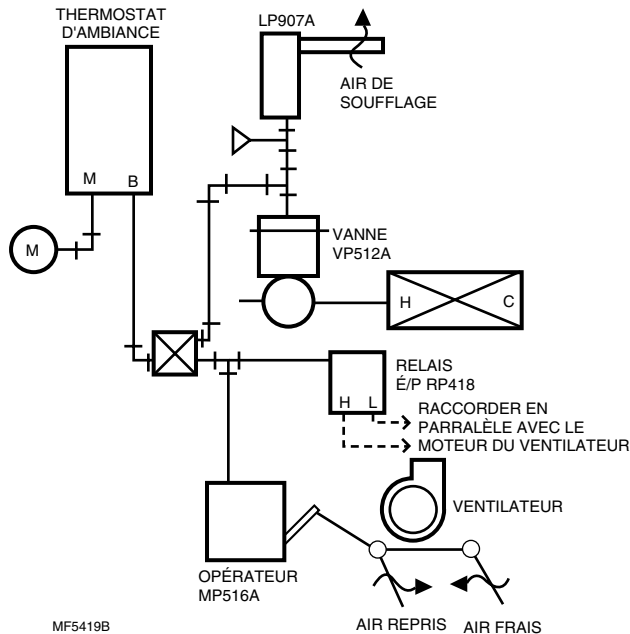 THERMOSTAT
D'AMBIANCE
LP907A
AIR DE
SOUFFLAGE
M
B
M
VANNE
VP512A
H
C
RELAIS
É/P RP418
H
L
RACCORDER EN
PARRALÈLE AVEC LE
MOTEUR DU VENTILATEUR
VENTILATEUR
OPÉRATEUR
MP516A
AIR REPRIS
AIR FRAIS
MF5419B